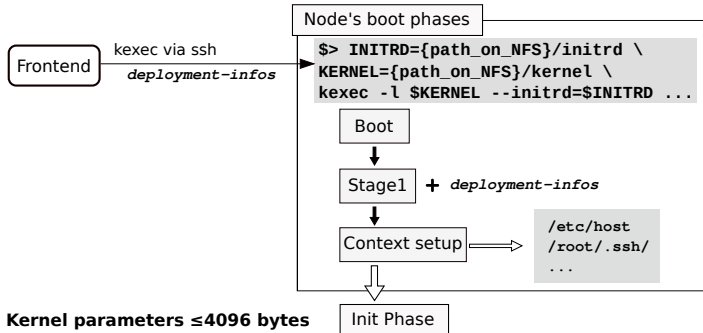 Node's boot phases
kexec via ssh
Frontend
deployment-infos
$> INITRD={path_on_NFS}/initrd \
KERNEL={path_on_NFS}/kernel \
kexec -l $KERNEL --initrd=$INITRD ...
Boot
Stage1 + deployment-infos
Context setup
/etc/host
/root/.ssh/
...
Kernel parameters ≤4096 bytes
Init Phase